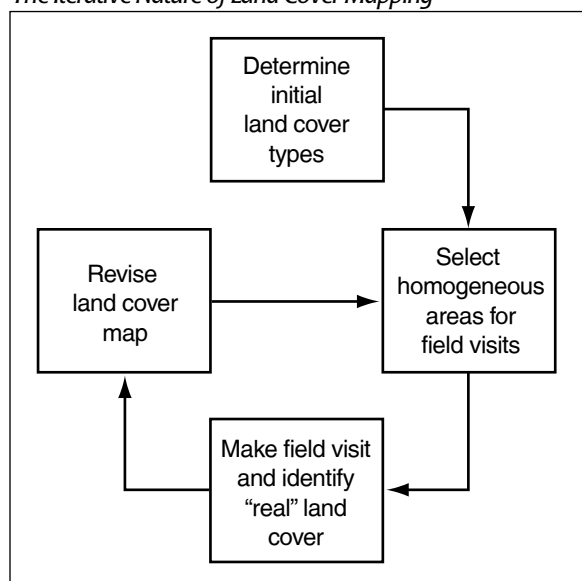 The Iterative Nature of Land Cover Mapping
Determine
initial
land cover
types
Select
homogeneous
areas for
field visits
Revise
land cover
map
Make field visit
and identify
“real” land
cover